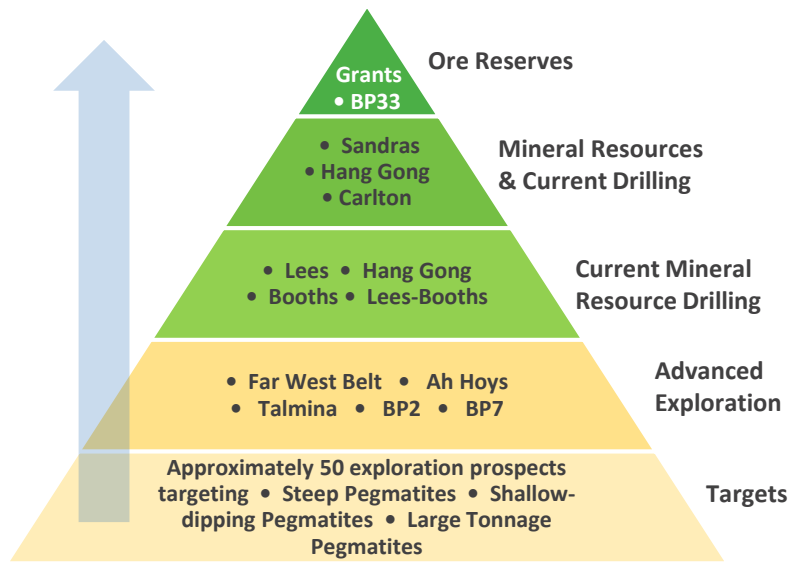 Grants
• BP33
Ore Reserves
• Sandras
• Hang Gong
• Carlton
Mineral Resources
& Current Drilling
• Lees • Hang Gong
• Booths • Lees-Booths
Current Mineral
Resource Drilling
• Far West Belt • Ah Hoys
• Talmina • BP2 • BP7
Advanced
Exploration
Approximately 50 exploration prospects
targeting • Steep Pegmatites • Shallow-
dipping Pegmatites • Large Tonnage
Pegmatites
Targets